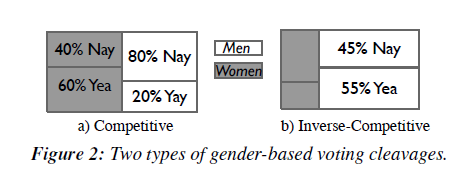 40% Nay 80% Nay Men 45% Nay
Women
60% Yea 20% Yay 55% Yea
a) Competitive b) Inverse-Competitive
Figure 2: Two types of gender-based voting cleavages.